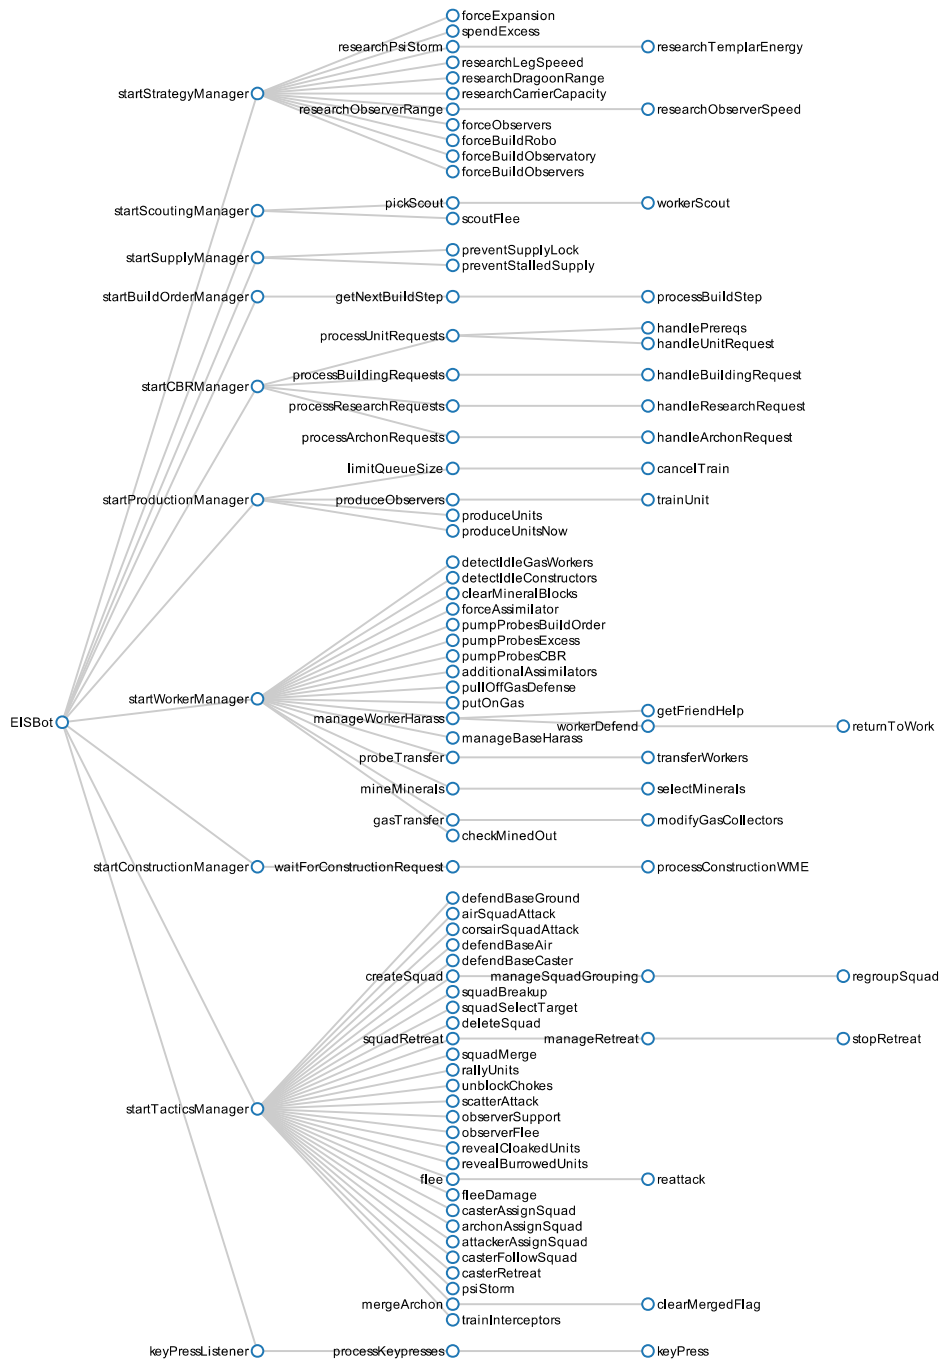 forceExpansion
spendExcess
researchPsiStorm researchTemplarEnergy
researchLegSpeeed
researchDragoonRange
startStrategyManager researchCarrierCapacity
researchObserverRange researchObserverSpeed
forceObservers
forceBuildRobo
forceBuildObservatory
forceBuildObservers
pickScout workerScout
startScoutingManager
scoutFlee
preventSupplyLock
startSupplyManager
preventStalledSupply
startBuildOrderManager getNextBuildStep processBuildStep
handlePrereqs
processUnitRequests
handleUnitRequest
processBuildingRequests handleBuildingRequest
startCBRManager
processResearchRequests handleResearchRequest
processArchonRequests handleArchonRequest
limitQueueSize cancelTrain
startProductionManager produceObservers trainUnit
produceUnits
produceUnitsNow
detectIdleGasWorkers
detectIdleConstructors
clearMineralBlocks
forceAssimilator
pumpProbesBuildOrder
pumpProbesExcess
pumpProbesCBR
additionalAssimilators
pullOffGasDefense
startWorkerManager putOnGas
getFriendHelp
manageWorkerHarass
EISBot workerDefend returnToWork
manageBaseHarass
probeTransfer transferWorkers
mineMinerals selectMinerals
gasTransfer modifyGasCollectors
checkMinedOut
startConstructionManager waitForConstructionRequest processConstructionWME
defendBaseGround
airSquadAttack
corsairSquadAttack
defendBaseAir
defendBaseCaster
createSquad manageSquadGrouping regroupSquad
squadBreakup
squadSelectTarget
deleteSquad
squadRetreat manageRetreat stopRetreat
squadMerge
rallyUnits
unblockChokes
scatterAttack
startTacticsManager
observerSupport
observerFlee
revealCloakedUnits
revealBurrowedUnits
flee reattack
fleeDamage
casterAssignSquad
archonAssignSquad
attackerAssignSquad
casterFollowSquad
casterRetreat
psiStorm
mergeArchon clearMergedFlag
trainInterceptors
keyPressListener processKeypresses keyPress